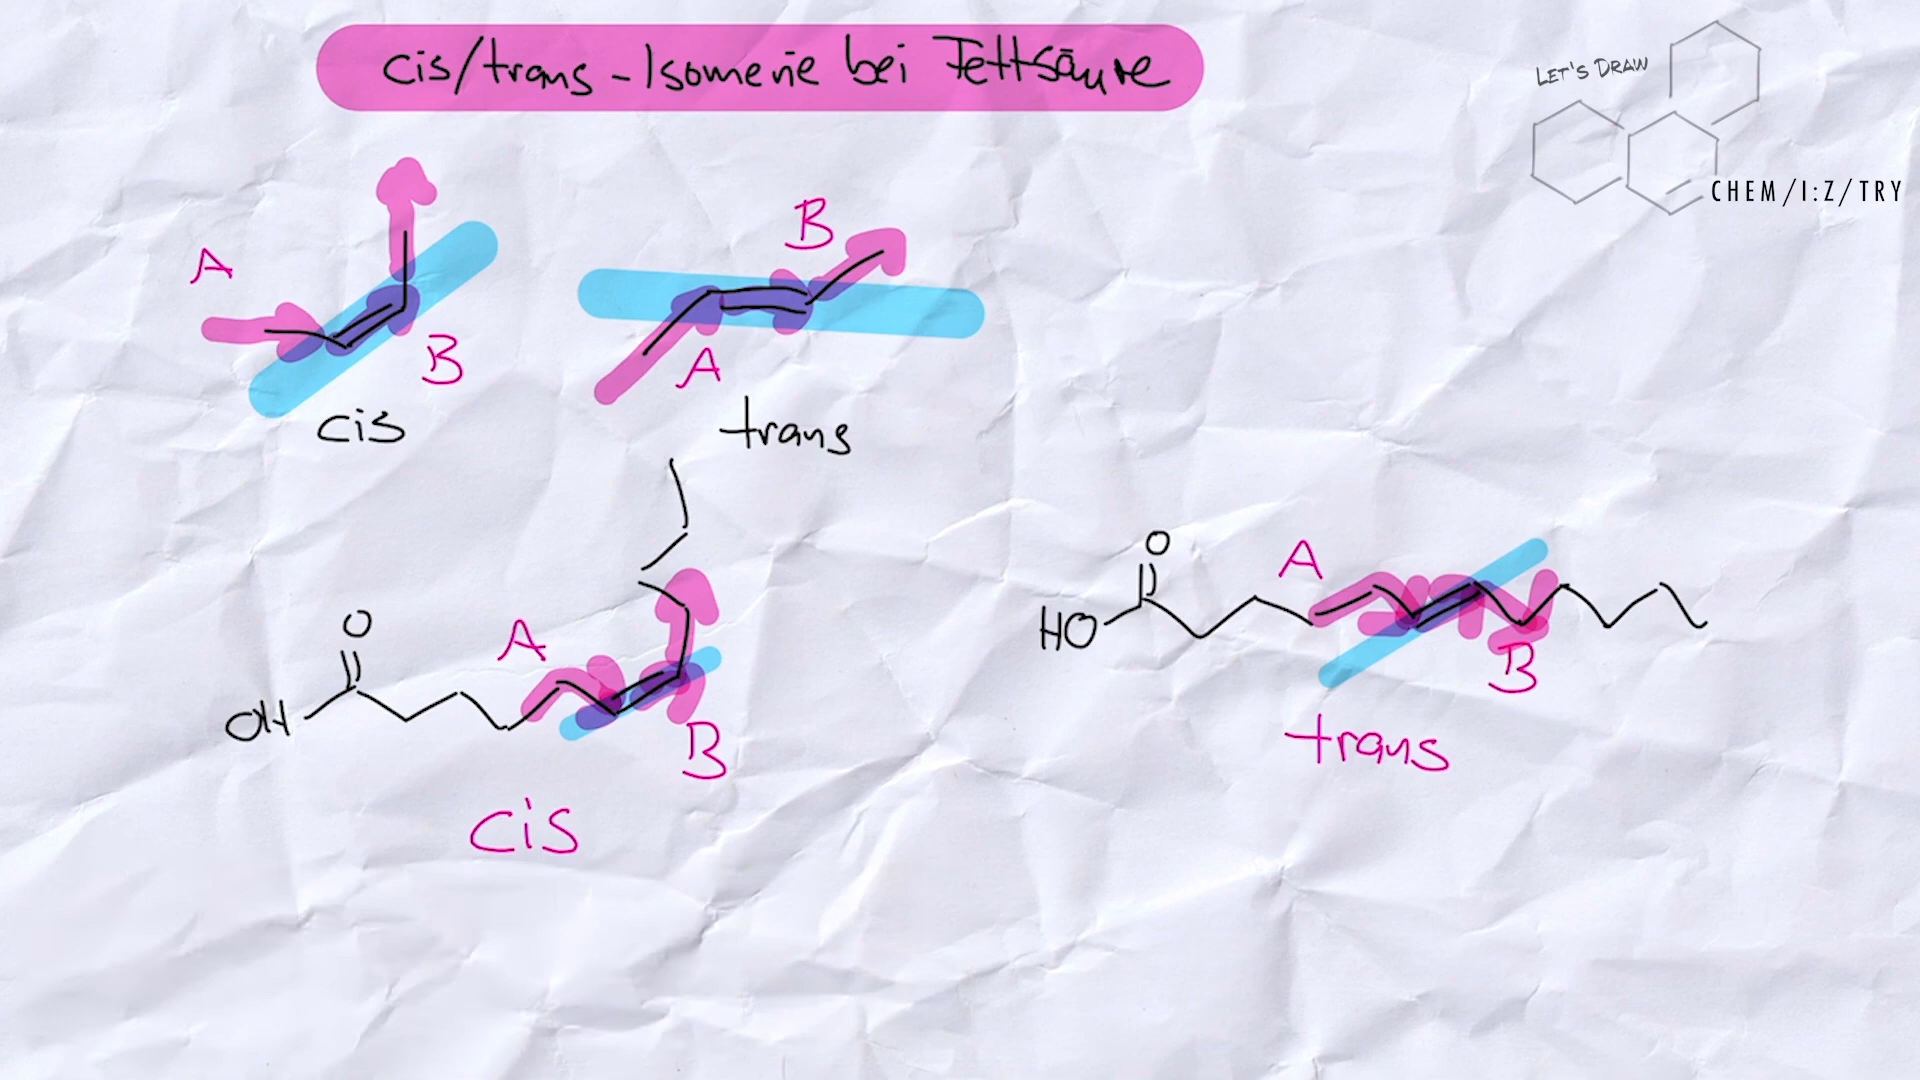 cis/trans-Isomerie bei Fettsäure
LET'S DRAW
CHEM/I:Z/TRY
A
B
cis
B
A
trans
O
OH
A
B
cis
O
HO
A
B
trans